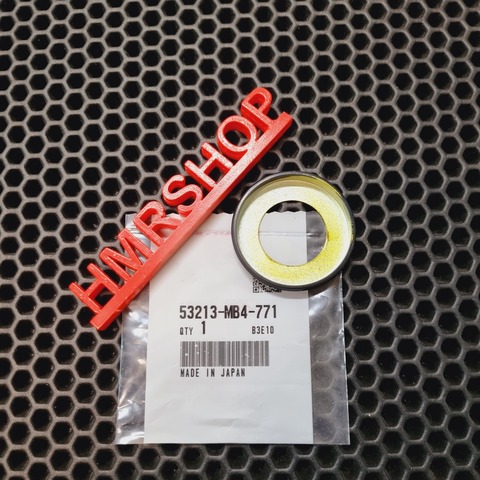 HMRSHOP
53213-MB4-771
QTY 1 B3E10
MADE IN JAPAN